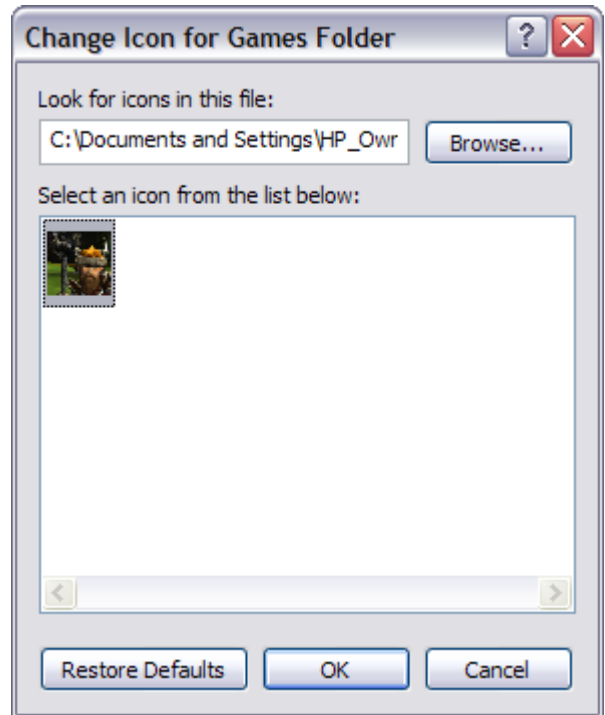 Change Icon for Games Folder
Look for icons in this file:
C:\Documents and Settings\HP_Owr
Browse...
Select an icon from the list below:
Restore Defaults
OK
Cancel